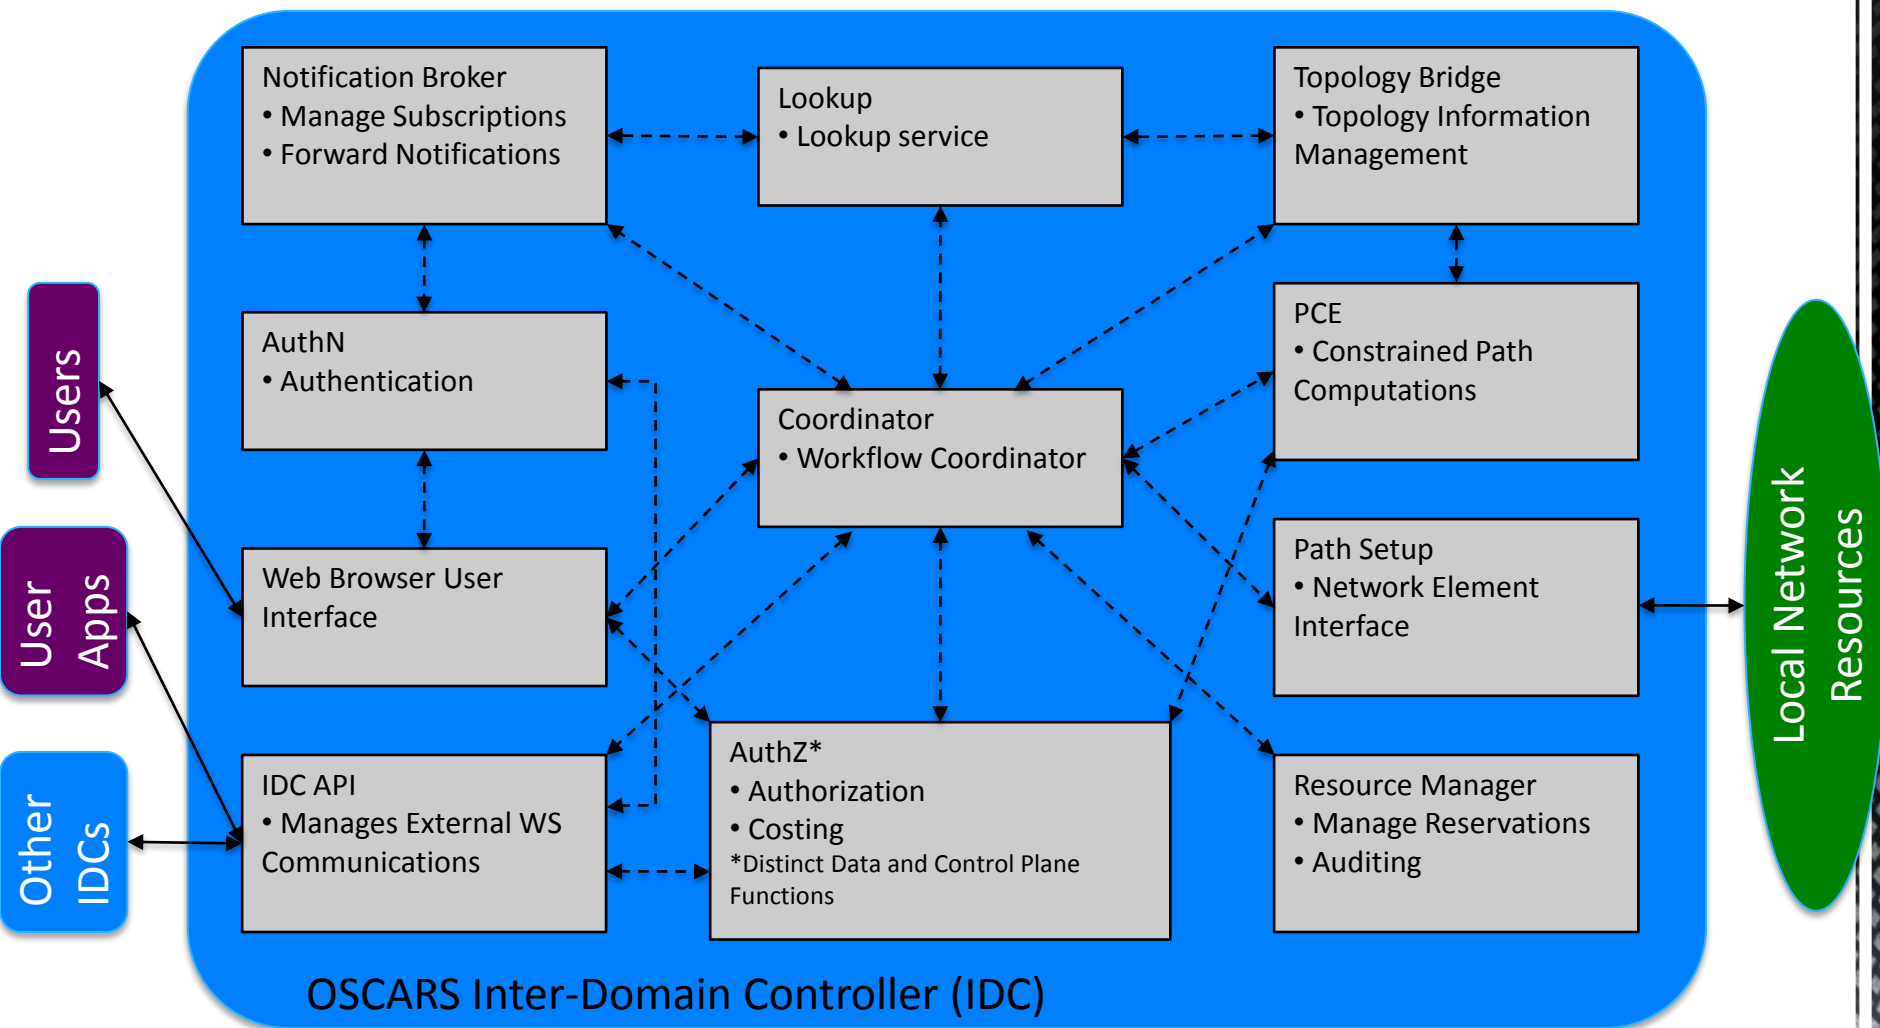 Notification Broker
• Manage Subscriptions
• Forward Notifications
Lookup
• Lookup service
Topology Bridge
• Topology Information
Management
AuthN
• Authentication
PCE
• Constrained Path
Computations
Coordinator
• Workflow Coordinator
Web Browser User
Interface
Path Setup
• Network Element
Interface
IDC API
• Manages External WS
Communications
AuthZ*
• Authorization
• Costing
*Distinct Data and Control Plane
Functions
Resource Manager
• Manage Reservations
• Auditing
Users
User
Apps
Other
IDCs
Local Network
Resources
OSCARS Inter-Domain Controller (IDC)